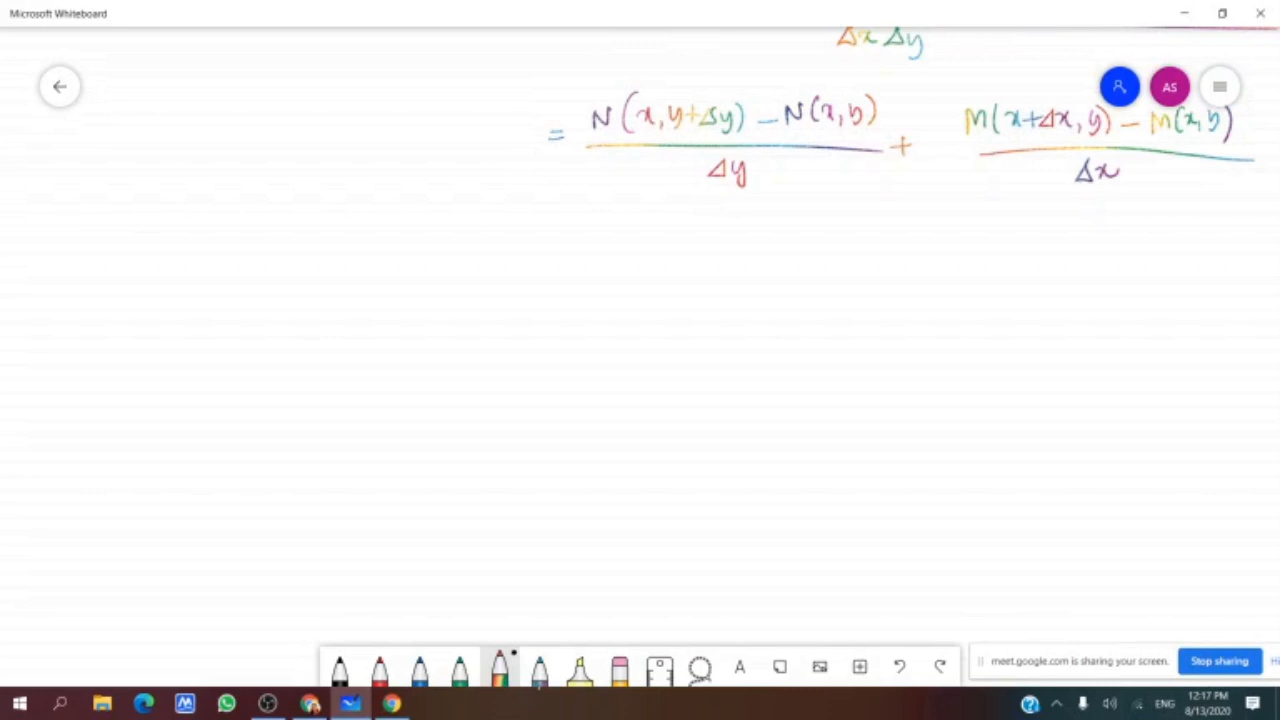 Microsoft Whiteboard
Δx Δy
AS
= N(x, y+Δy) – N(x, y) / Δy + M(x+Δx, y) – M(x, y) / Δx
A
meet.google.com is sharing your screen. Stop sharing Hi
ENG 12:17 PM
8/13/2020